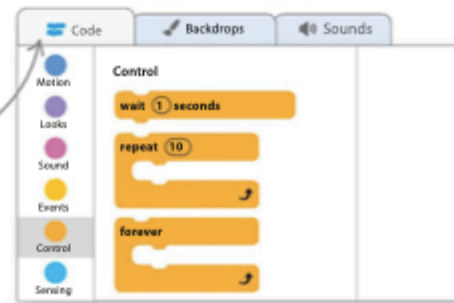 Code Backdrops Sounds
Motion
Looks
Sound
Events
Control
Sensing
Control
wait 1 seconds
repeat 10
forever